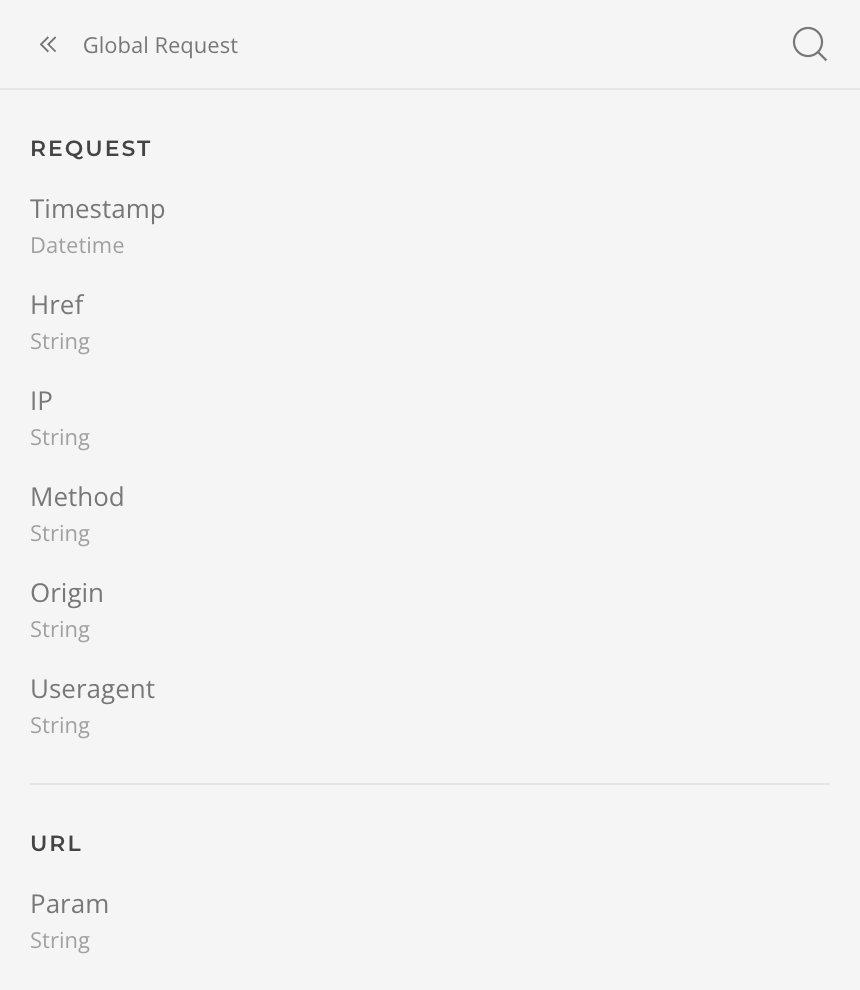 Global Request
REQUEST
Timestamp
Datetime
Href
String
IP
String
Method
String
Origin
String
Useragent
String
URL
Param
String